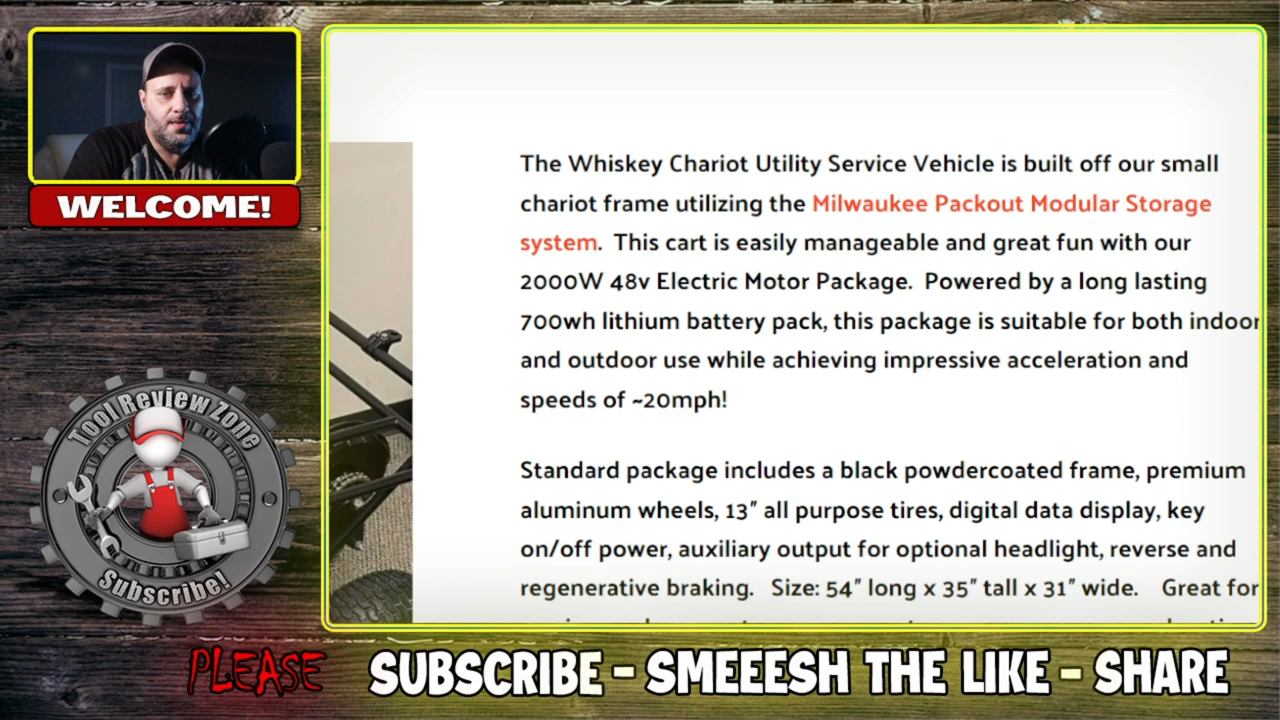 WELCOME!
The Whiskey Chariot Utility Service Vehicle is built off our small
chariot frame utilizing the Milwaukee Packout Modular Storage
system. This cart is easily manageable and great fun with our
2000W 48v Electric Motor Package. Powered by a long lasting
700wh lithium battery pack, this package is suitable for both indoor
and outdoor use while achieving impressive acceleration and
speeds of ~20mph!
Standard package includes a black powdercoated frame, premium
aluminum wheels, 13″ all purpose tires, digital data display, key
on/off power, auxiliary output for optional headlight, reverse and
regenerative braking. Size: 54″ long x 35″ tall x 31″ wide. Great for
Tool Review Zone
Subscribe!
PLEASE SUBSCRIBE - SMEEESH THE LIKE - SHARE